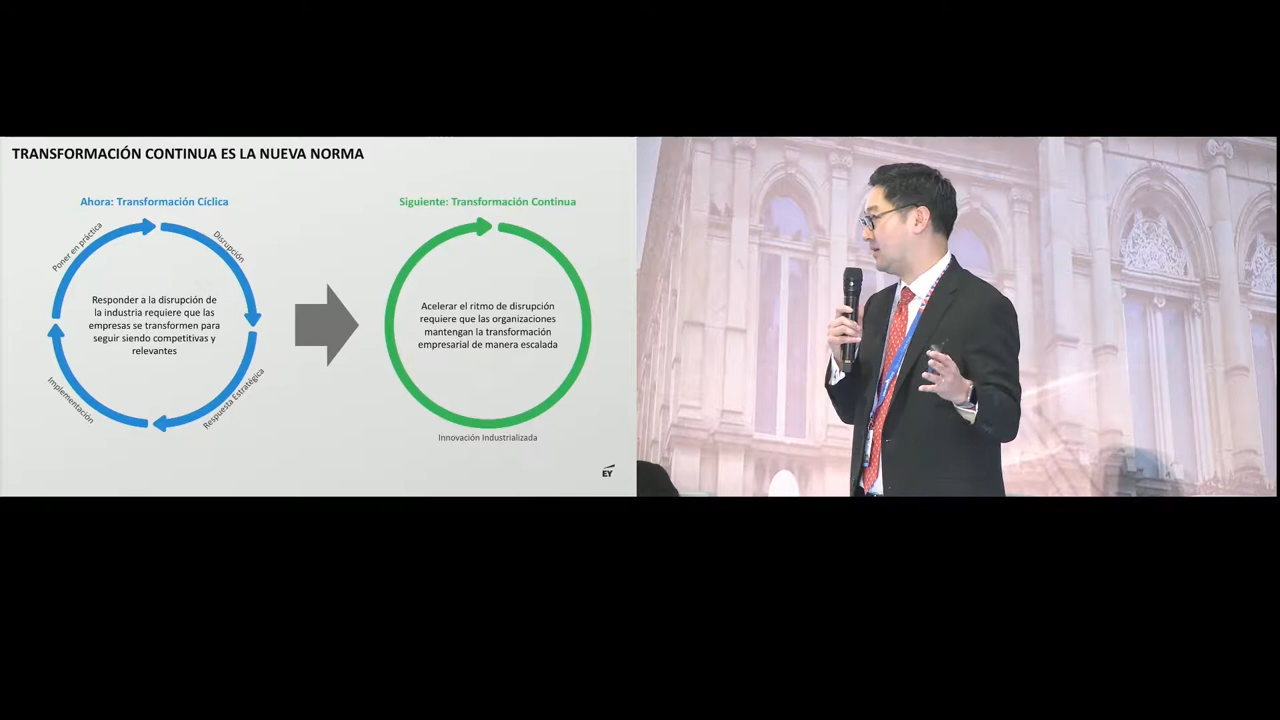 TRANSFORMACIÓN CONTINUA ES LA NUEVA NORMA
Ahora: Transformación Cíclica
Poner en práctica
Disrupción
Responder a la disrupción de
la industria requiere que las
empresas se transformen para
seguir siendo competitivas y
relevantes
Implementación
Respuesta Estratégica
Siguiente: Transformación Continua
Acelerar el ritmo de disrupción
requiere que las organizaciones
mantengan la transformación
empresarial de manera escalada
Innovación Industrializada
EY